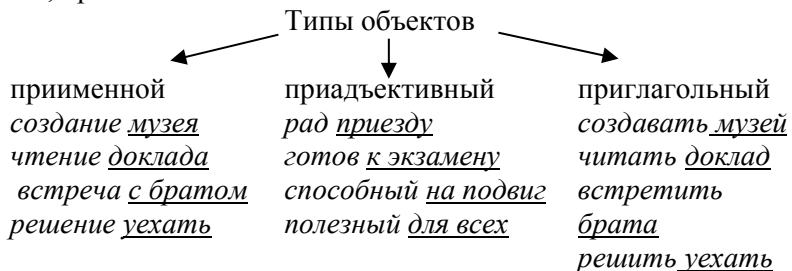 Типы объектов
приименной
создание музея
чтение доклада
встреча с братом
решение уехать
приадъективный
рад приезду
готов к экзамену
способный на подвиг
полезный для всех
приглагольный
создавать музей
читать доклад
встретить
брата
решить уехать